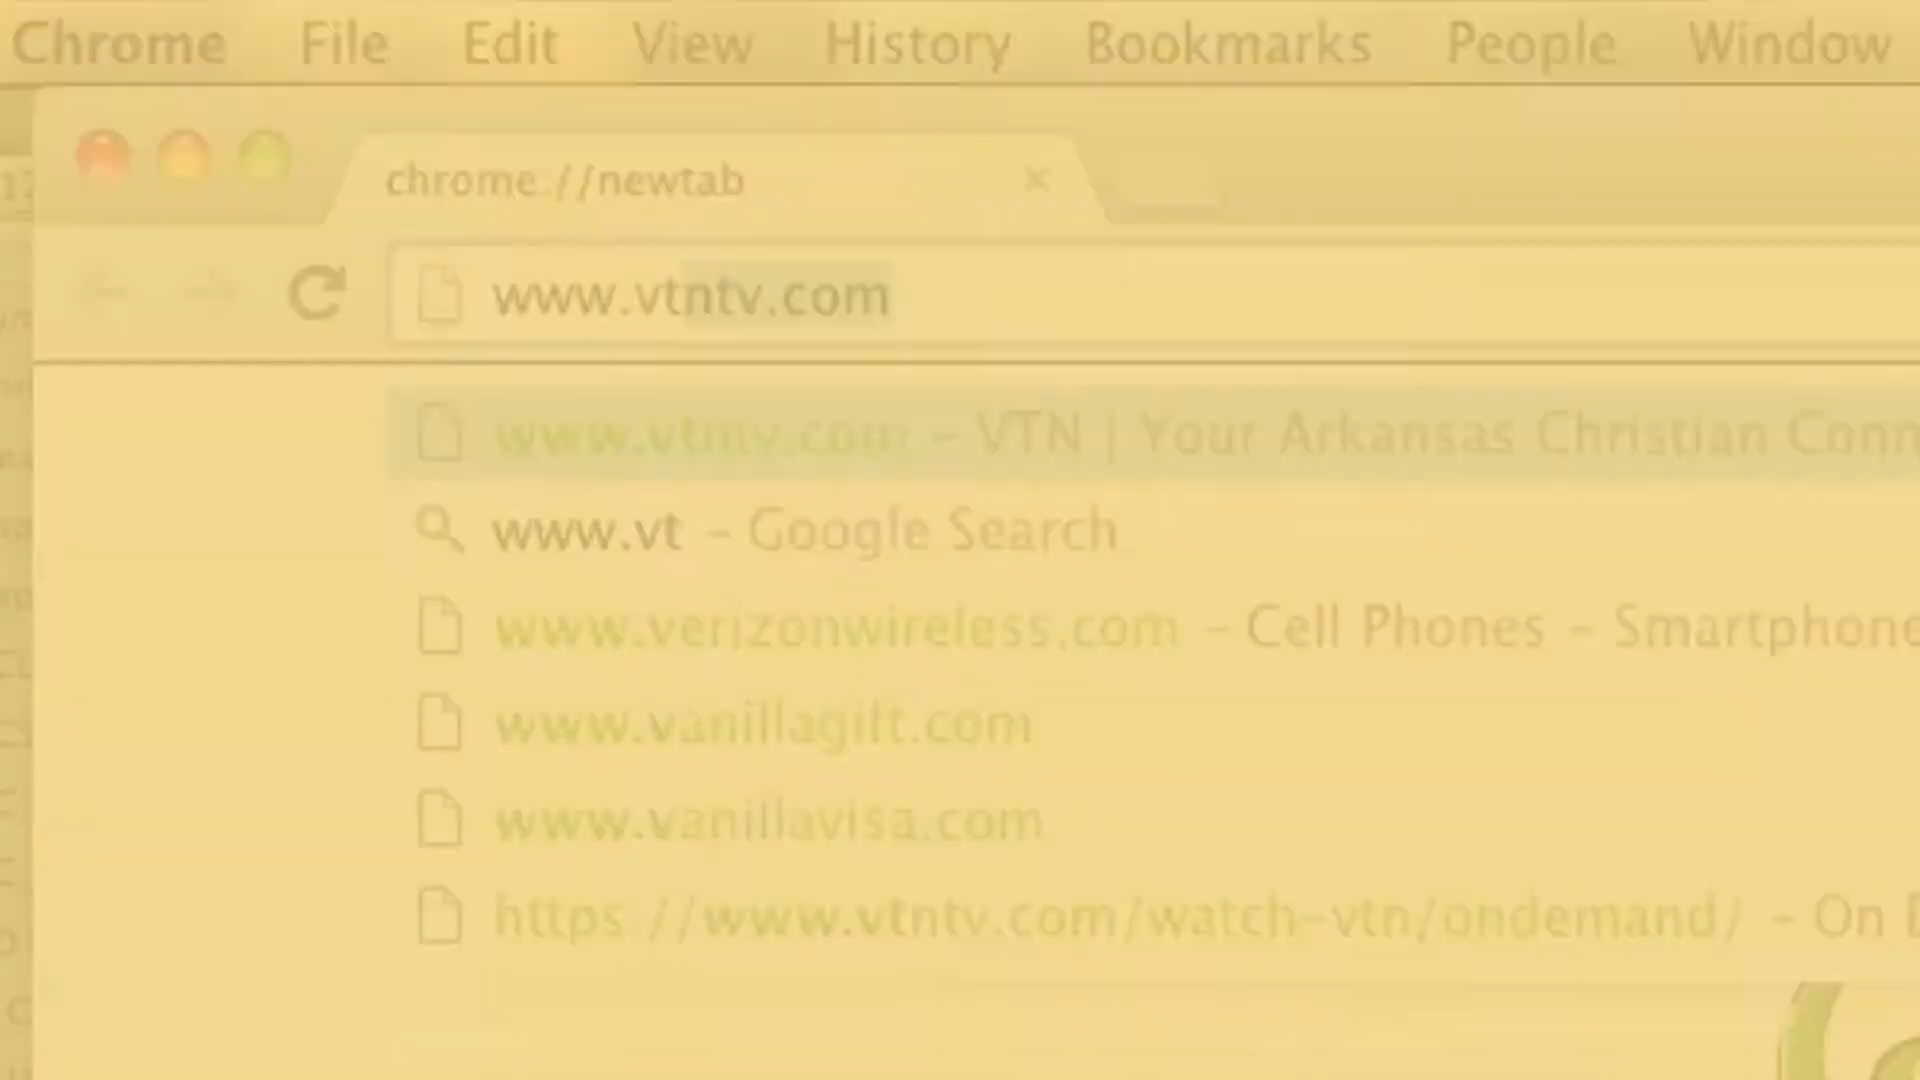 Chrome File Edit View History Bookmarks People Window
chrome://newtab
www.vtntv.com
www.vtntv.com – VTN | Your Arkansas Christian
www.vt – Google Search
www.verizonwireless.com – Cell Phones –
www.vanillagift.com
www.vanillavisa.com
https://www.vtntv.com/watch-vtn/ondemand/ – On